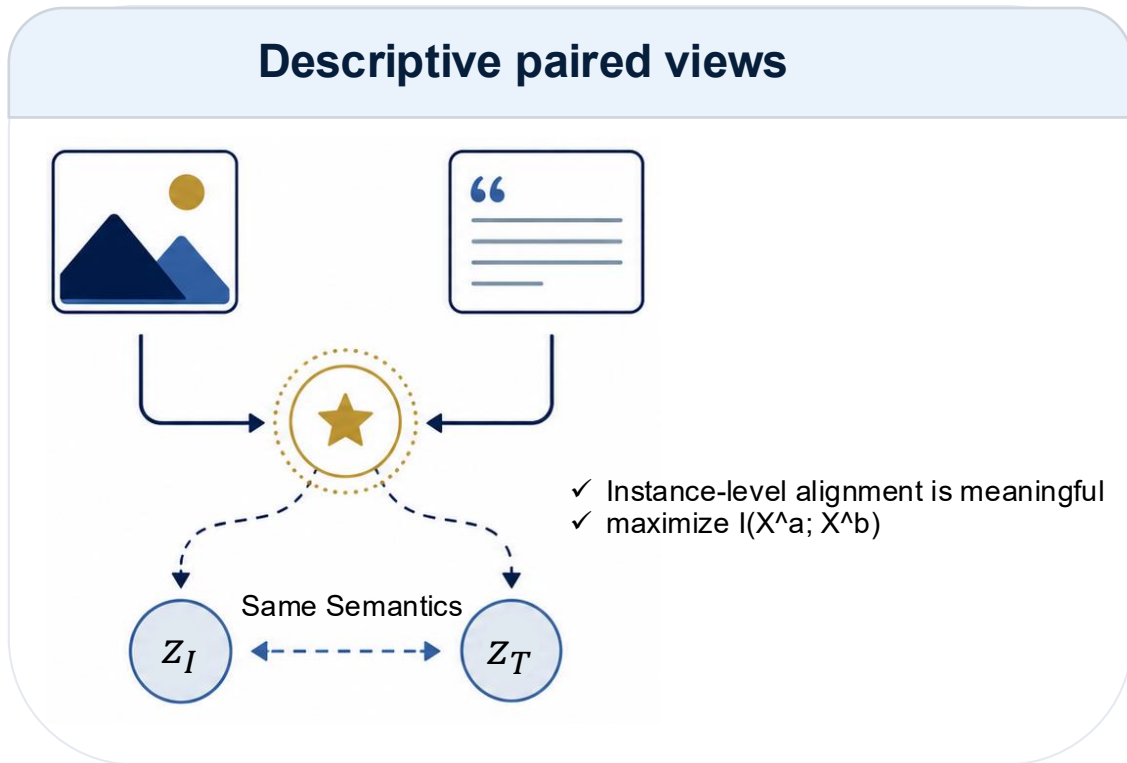 Descriptive paired views
“
✓ Instance-level alignment is meaningful
✓ maximize I(X^a; X^b)
Same Semantics
z_I
z_T